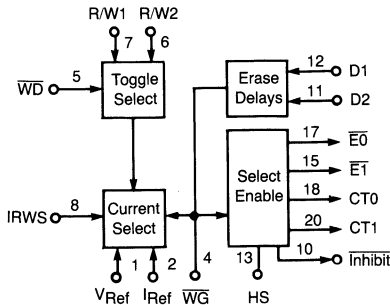 R/W1 R/W2
7 6
12 D1
WD 5 Toggle Select
Erase Delays
11 D2
17 E0
15 E1
Select Enable
18 CT0
IRWS 8 Current Select
20 CT1
10 Inhibit
1 2 4 13
VRef IRef WG HS